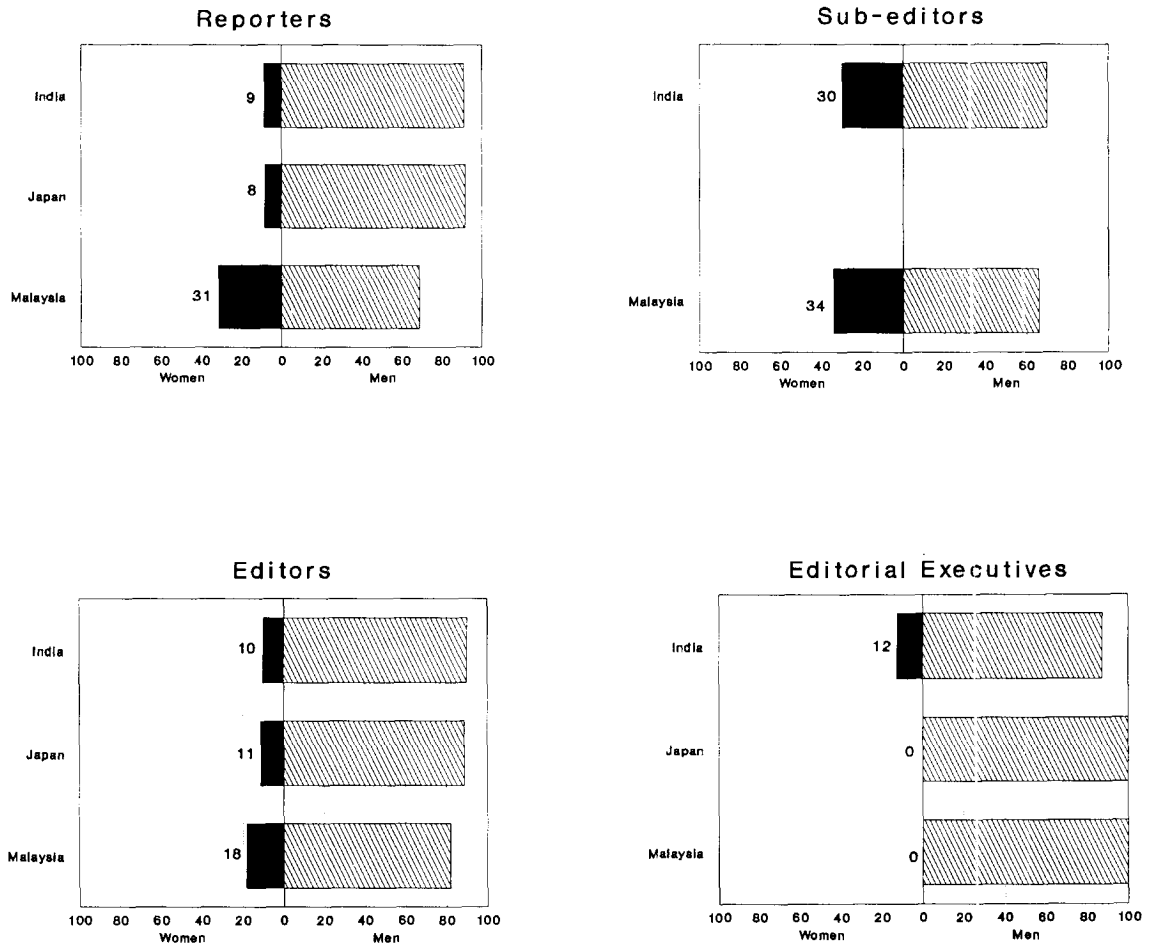 Reporters
India 9
Japan 8
Malaysia 31
100 80 60 40 20 0 20 40 60 80 100
Women Men
Sub-editors
India 30
Malaysia 34
100 80 60 40 20 0 20 40 60 80 100
Women Men
Editors
India 10
Japan 11
Malaysia 18
100 80 60 40 20 0 20 40 60 80 100
Women Men
Editorial Executives
India 12
Japan 0
Malaysia 0
100 80 60 40 20 0 20 40 60 80 100
Women Men